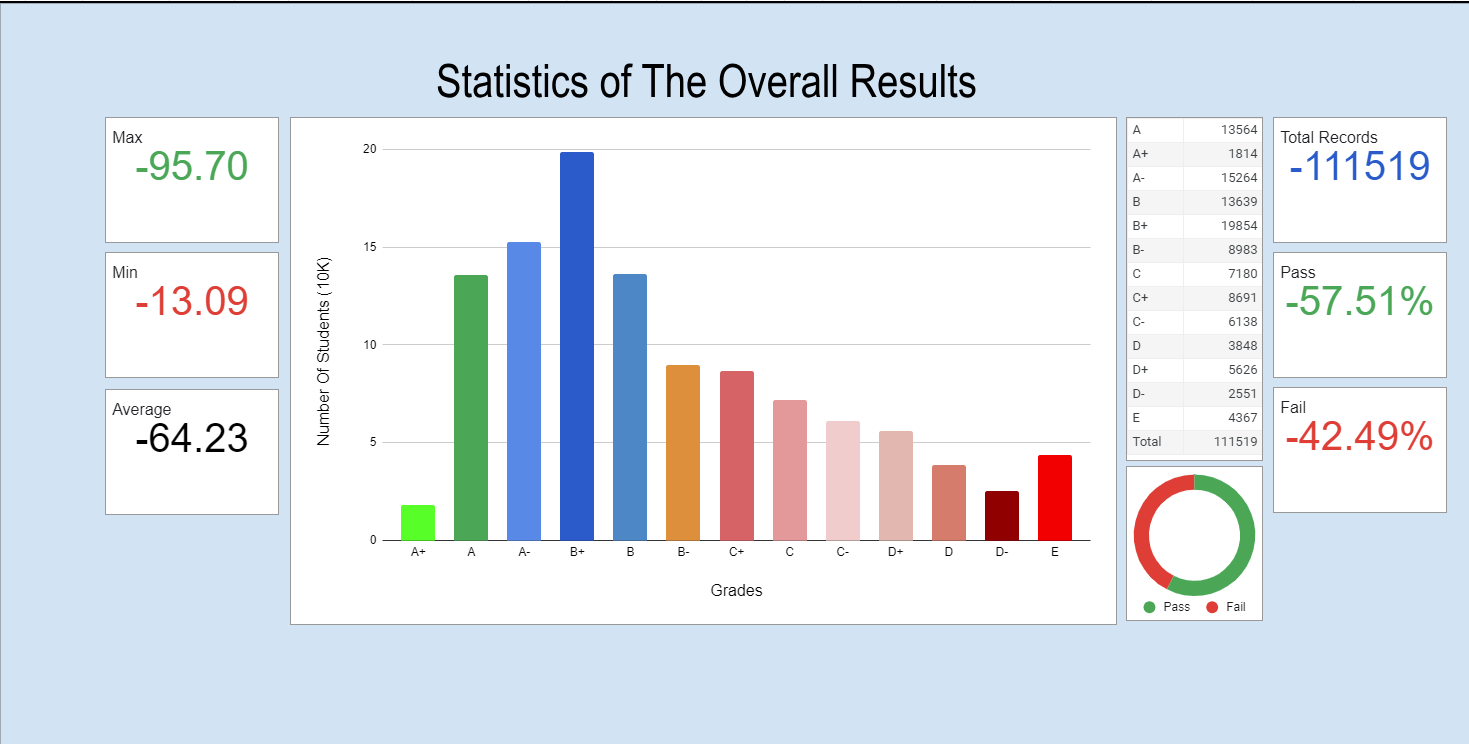 Statistics of The Overall Results
Max
-95.70
Min
-13.09
Average
-64.23
Number Of Students (10K)
20
15
10
5
0
A+ A A- B+ B B- C+ C C- D+ D D- E
Grades
A 13564
A+ 1814
A- 15264
B 13639
B+ 19854
B- 8983
C 7180
C+ 8691
C- 6138
D 3848
D+ 5626
D- 2551
E 4367
Total 111519
Pass Fail
Total Records
-111519
Pass
-57.51%
Fail
-42.49%